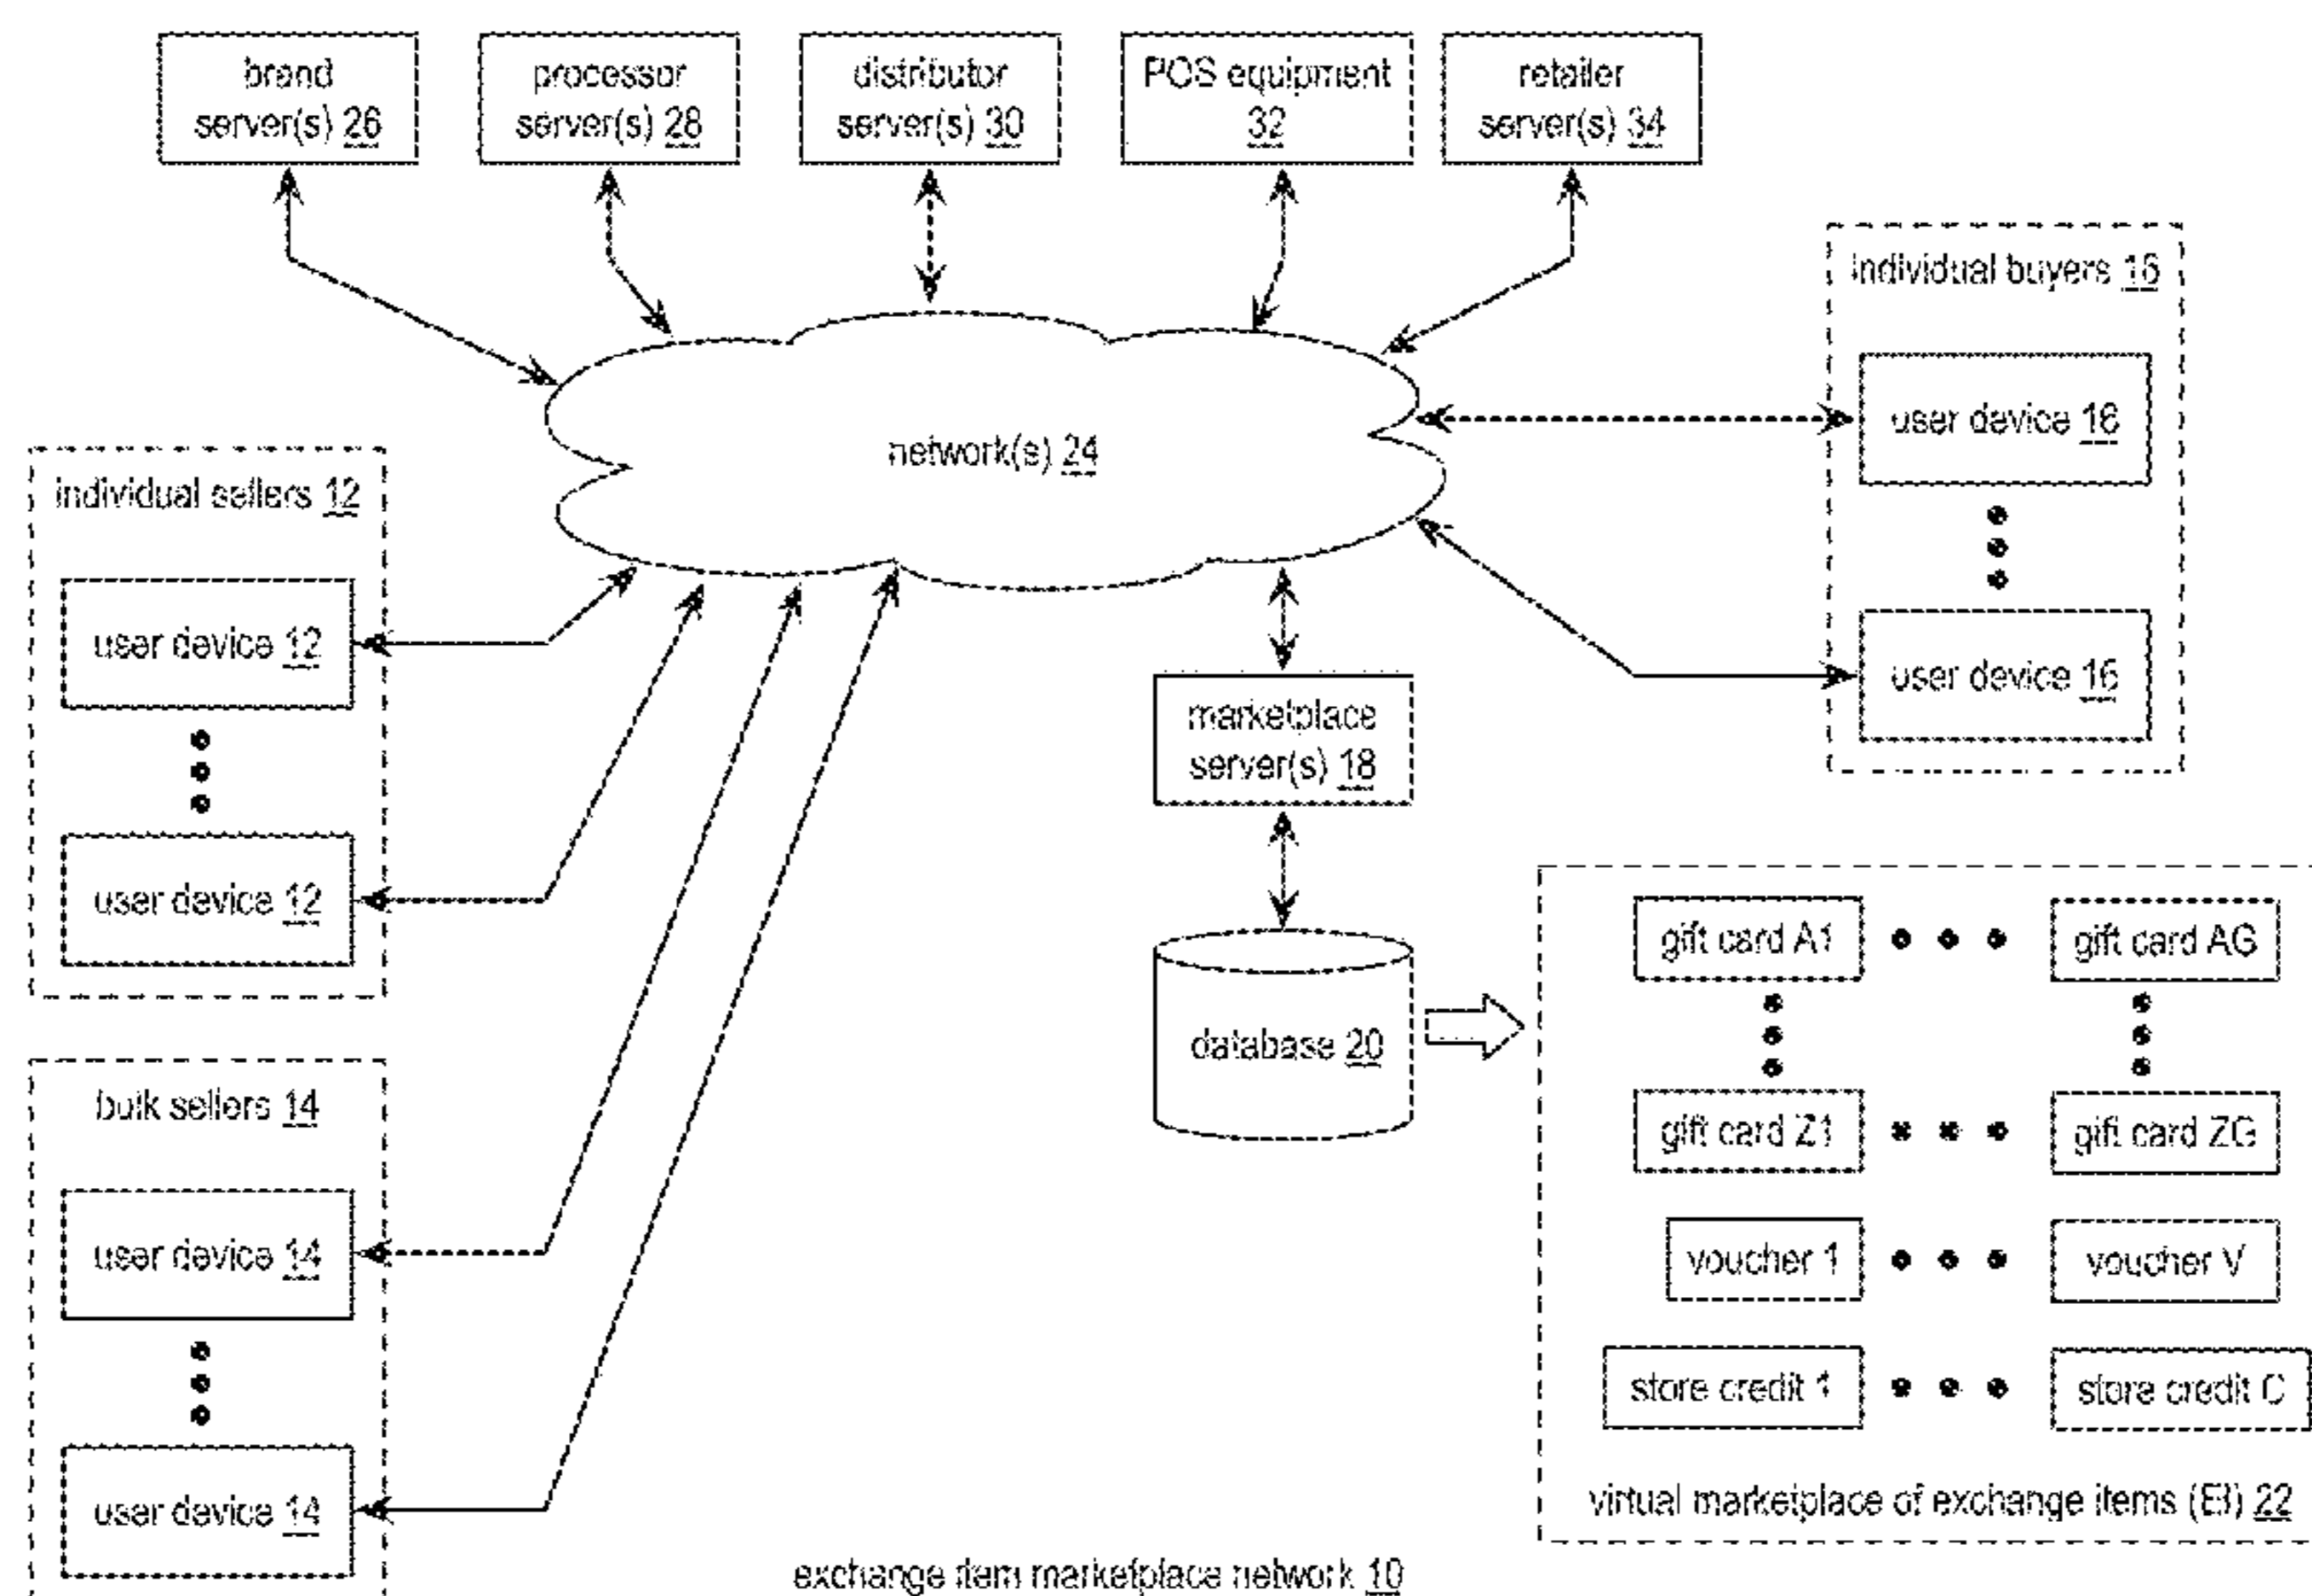 brand
server(s) 26
processor
server(s) 28
distributor
server(s) 30
POS equipment
32
retailer
server(s) 34
individual buyers 16
user device 16
user device 16
network(s) 24
individual sellers 12
user device 12
user device 12
marketplace
server(s) 18
database 20
bulk sellers 14
user device 14
user device 14
gift card A1
gift card AG
gift card Z1
gift card ZG
voucher 1
voucher V
store credit 1
store credit C
virtual marketplace of exchange items (EI) 22
exchange item marketplace network 10